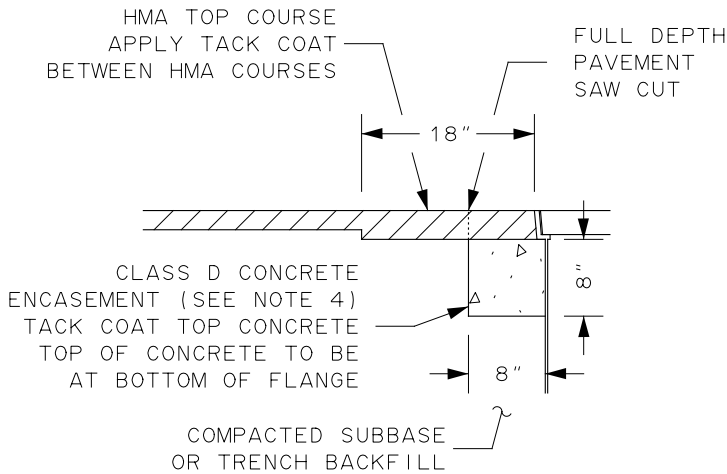 HMA TOP COURSE
APPLY TACK COAT
BETWEEN HMA COURSES
FULL DEPTH
PAVEMENT
SAW CUT
18"
CLASS D CONCRETE
ENCASEMENT (SEE NOTE 4)
TACK COAT TOP CONCRETE
TOP OF CONCRETE TO BE
AT BOTTOM OF FLANGE
8"
8"
COMPACTED SUBBASE
OR TRENCH BACKFILL